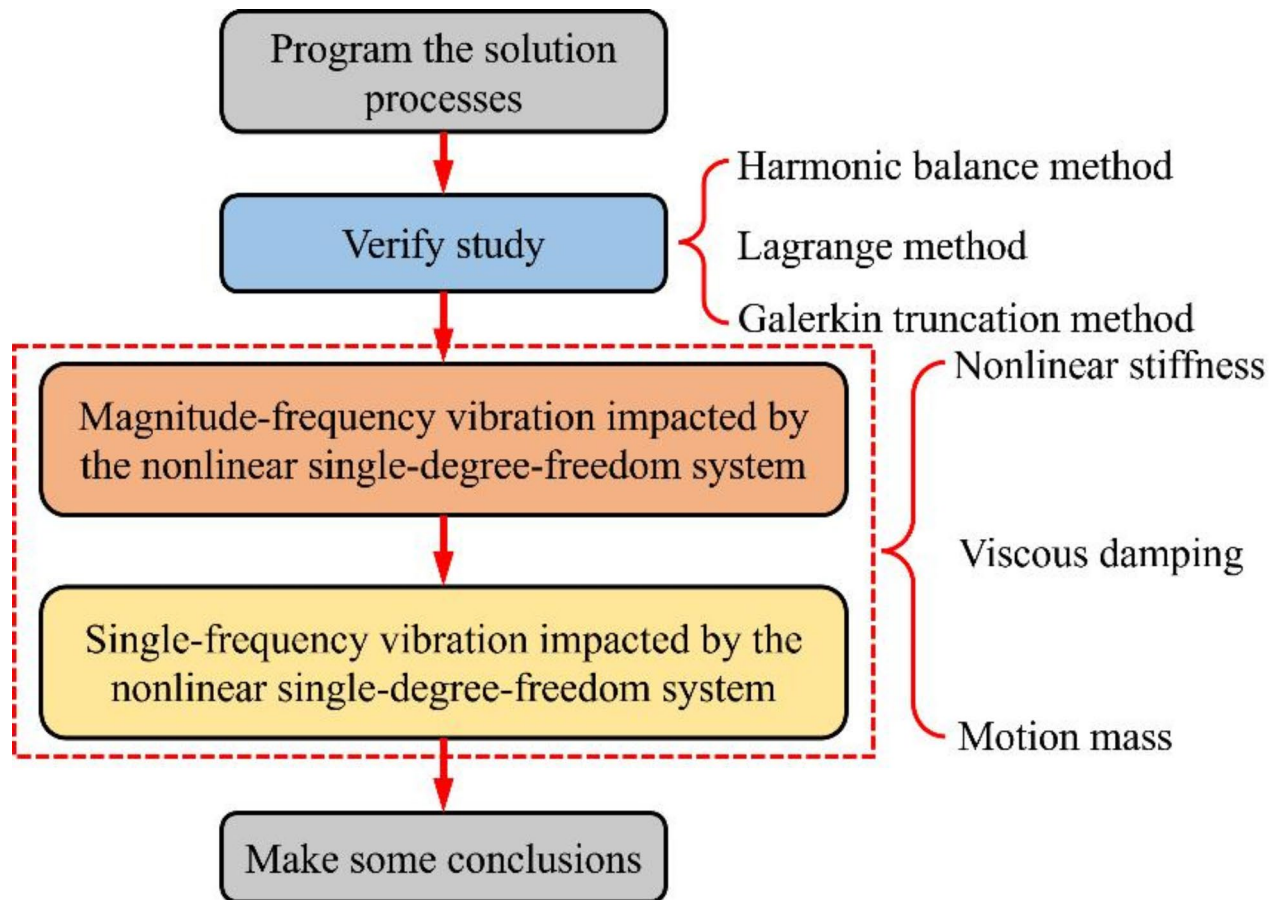 Program the solution
processes
Verify study
Harmonic balance method
Lagrange method
Galerkin truncation method
Magnitude-frequency vibration impacted by
the nonlinear single-degree-freedom system
Single-frequency vibration impacted by the
nonlinear single-degree-freedom system
Nonlinear stiffness
Viscous damping
Motion mass
Make some conclusions